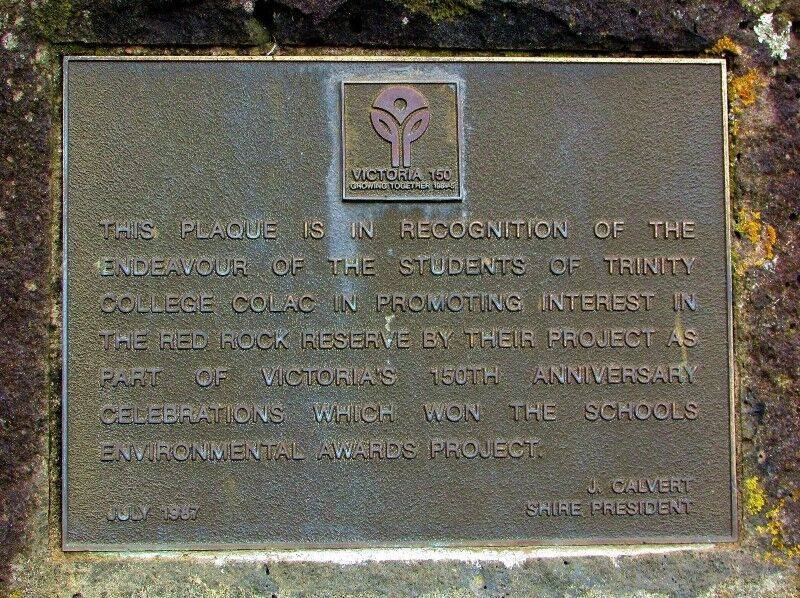 VICTORIA 150
GROWING TOGETHER 1984-5
THIS PLAQUE IS IN RECOGNITION OF THE
ENDEAVOUR OF THE STUDENTS OF TRINITY
COLLEGE COLAC IN PROMOTING INTEREST IN
THE RED ROCK RESERVE BY THEIR PROJECT AS
PART OF VICTORIA'S 150TH ANNIVERSARY
CELEBRATIONS WHICH WON THE SCHOOLS
ENVIRONMENTAL AWARDS PROJECT.
J. CALVERT
JULY 1987
SHIRE PRESIDENT